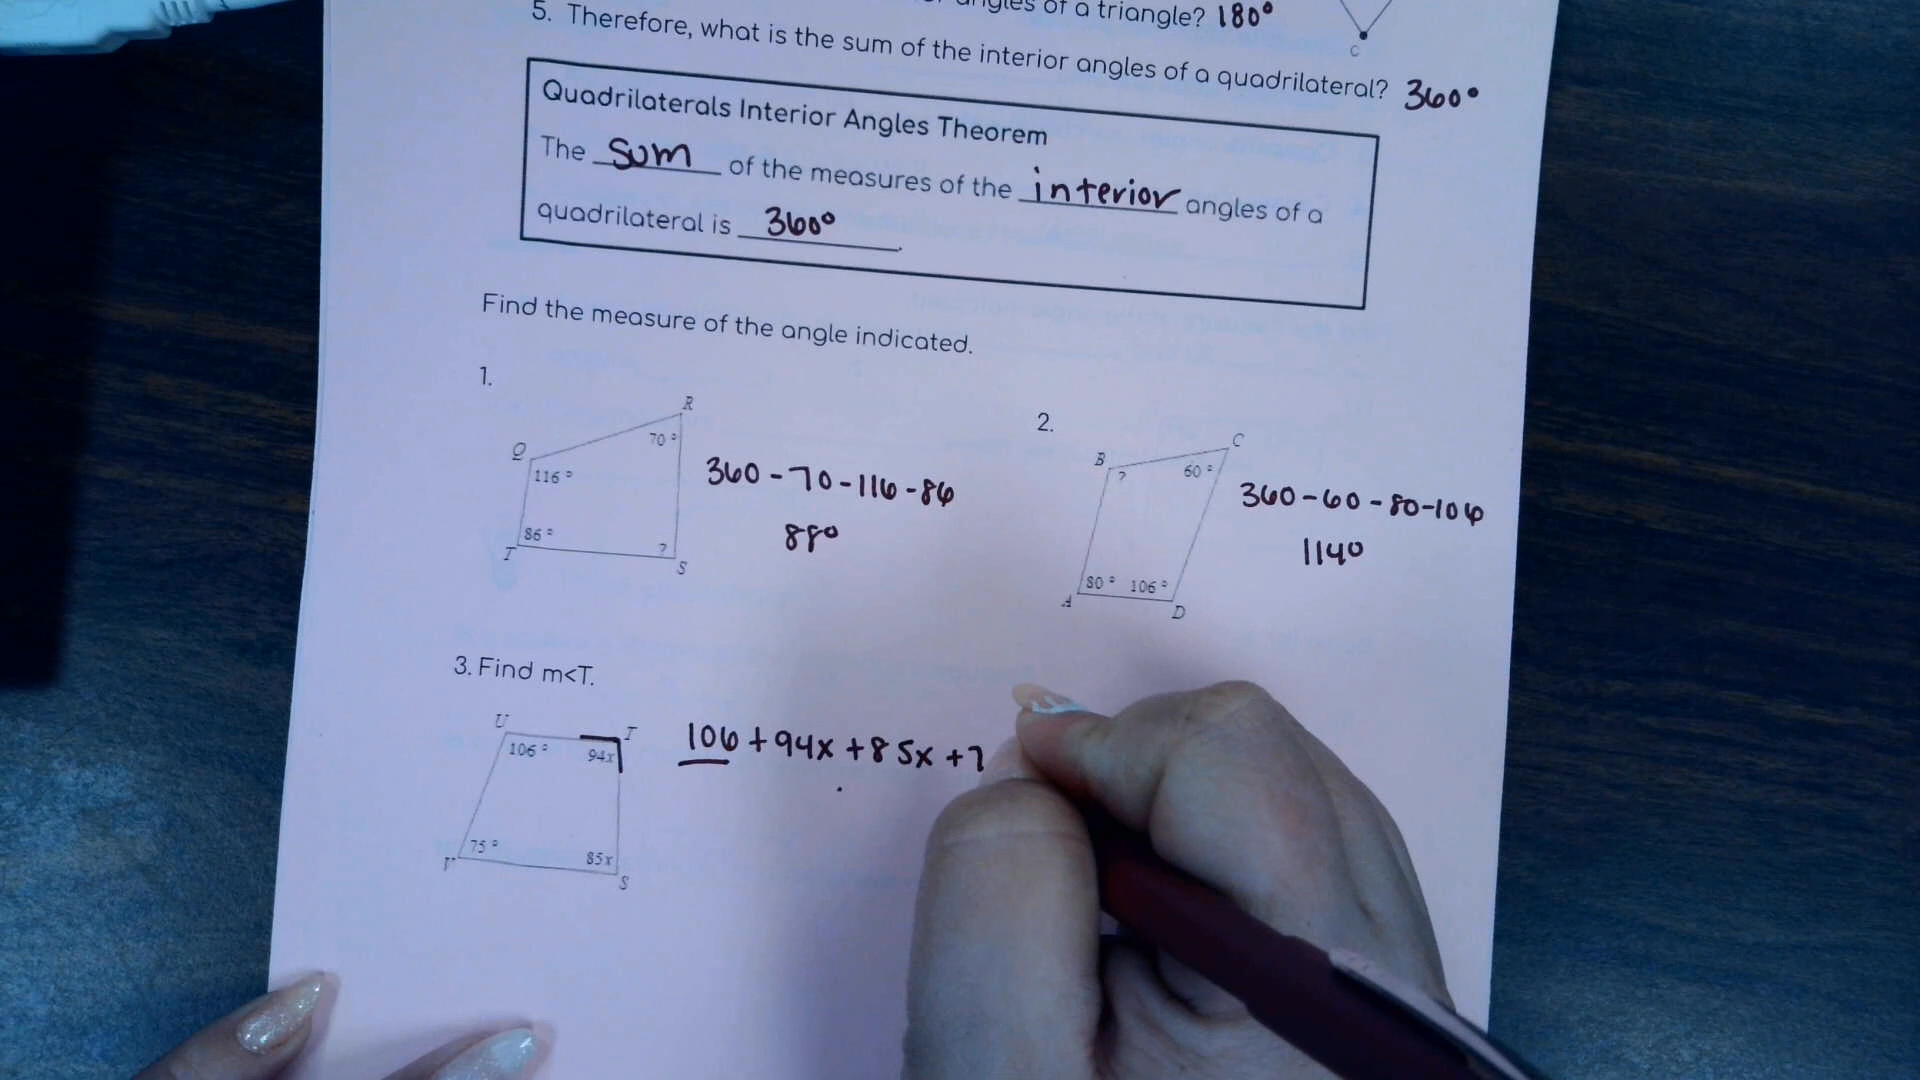 angles of a triangle? 180°
C
5. Therefore, what is the sum of the interior angles of a quadrilateral? 360°
Quadrilaterals Interior Angles Theorem
The sum of the measures of the interior angles of a
quadrilateral is 360°.
Find the measure of the angle indicated.
1.
R
70°
Q
116°
86°
T
?
S
360-70-116-86
88°
2.
B
C
?
60°
80°
106°
A
D
360-60-80-106
114°
3. Find m<T.
U
T
106°
94x
75°
85x
V
S
106+94x+85x+7